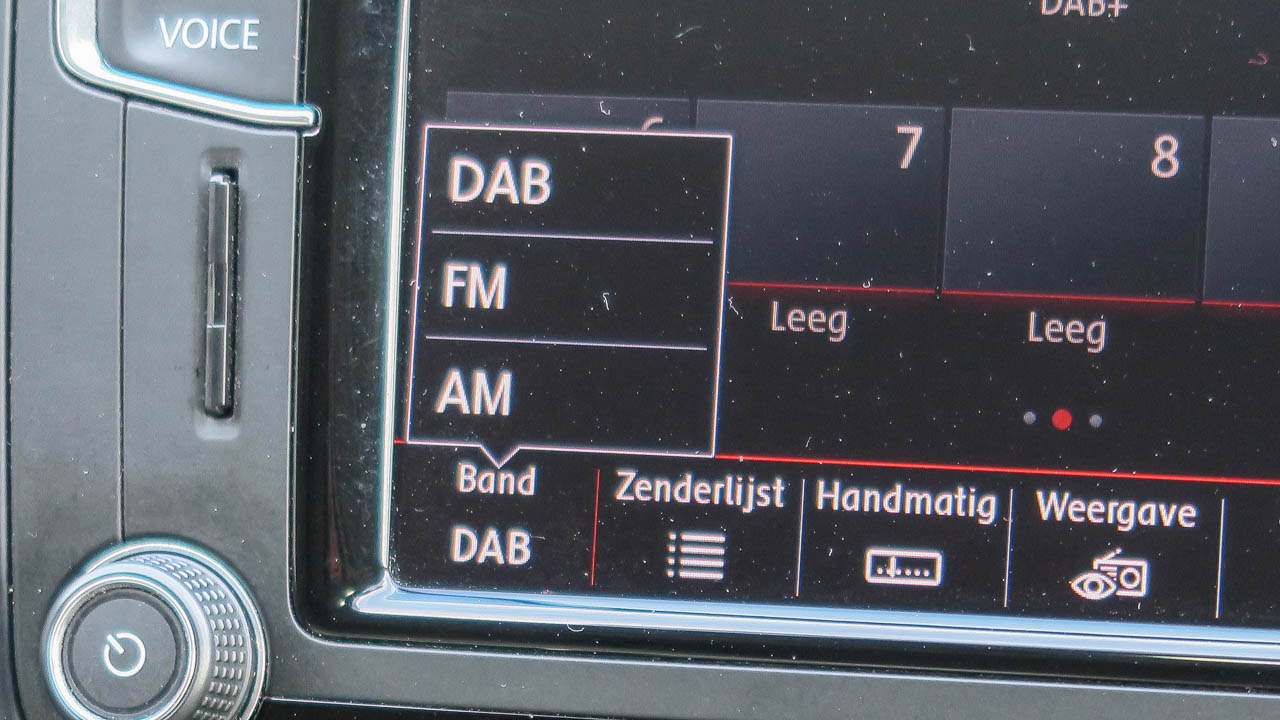 VOICE
DAB+
7
8
DAB
FM
AM
Leeg
Leeg
Band
DAB
Zenderlijst
Handmatig
Weergave